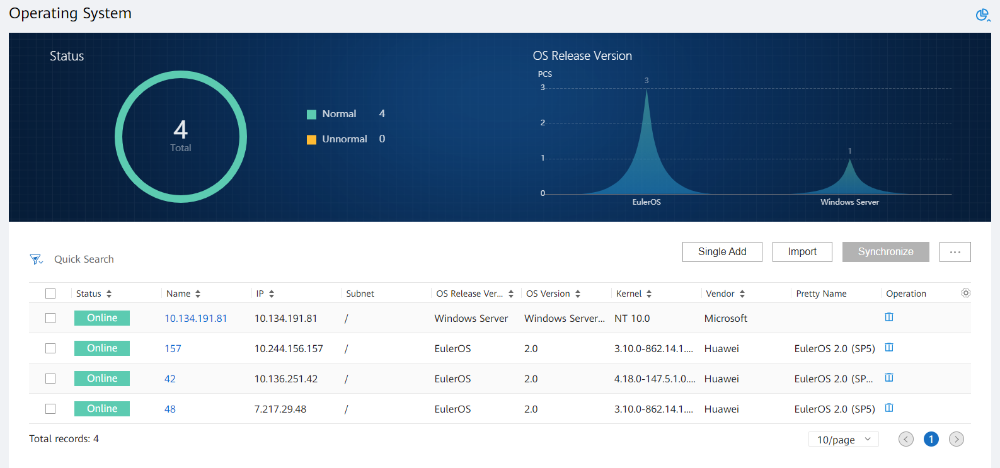 Operating System
Status
4
Total
Normal 4
Unnormal 0
OS Release Version
PCS
3
2
1
0
3
1
EulerOS
Windows Server
Quick Search
Single Add
Import
Synchronize
...
Status Name IP Subnet OS Release Ver... OS Version Kernel Vendor Pretty Name Operation
Online 10.134.191.81 10.134.191.81 / Windows Server Windows Server... NT 10.0 Microsoft
Online 157 10.244.156.157 / EulerOS 2.0 3.10.0-862.14.1.... Huawei EulerOS 2.0 (SP5)
Online 42 10.136.251.42 / EulerOS 2.0 4.18.0-147.5.1.0.... Huawei EulerOS 2.0 (SP...
Online 48 7.217.29.48 / EulerOS 2.0 3.10.0-862.14.1.... Huawei EulerOS 2.0 (SP5)
Total records: 4
10/page
1